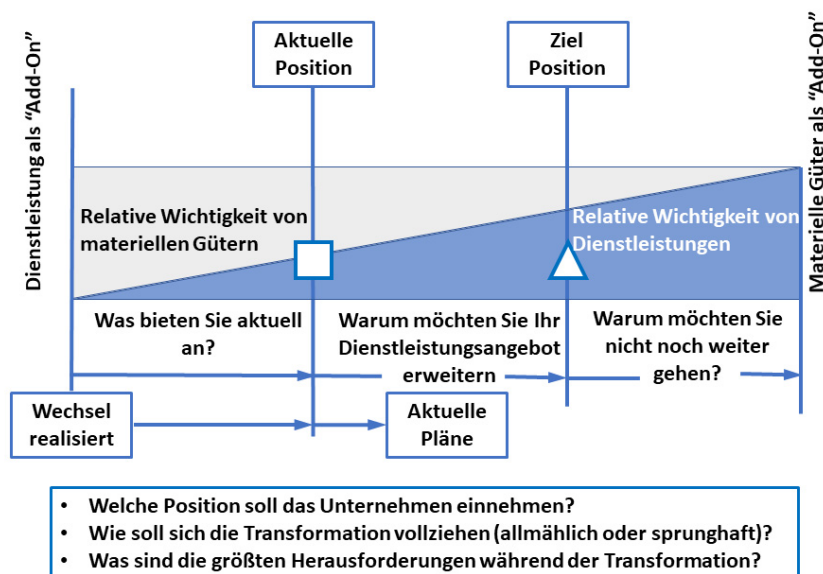 Dienstleistung als “Add-On”
Aktuelle
Position
Ziel
Position
Materielle Güter als “Add-On”
Relative Wichtigkeit von
materiellen Gütern
Relative Wichtigkeit von
Dienstleistungen
Was bieten Sie aktuell
an?
Warum möchten Sie Ihr
Dienstleistungsangebot
erweitern
Warum möchten Sie
nicht noch weiter
gehen?
Wechsel
realisiert
Aktuelle
Pläne
• Welche Position soll das Unternehmen einnehmen?
• Wie soll sich die Transformation vollziehen (allmählich oder sprunghaft)?
• Was sind die größten Herausforderungen während der Transformation?